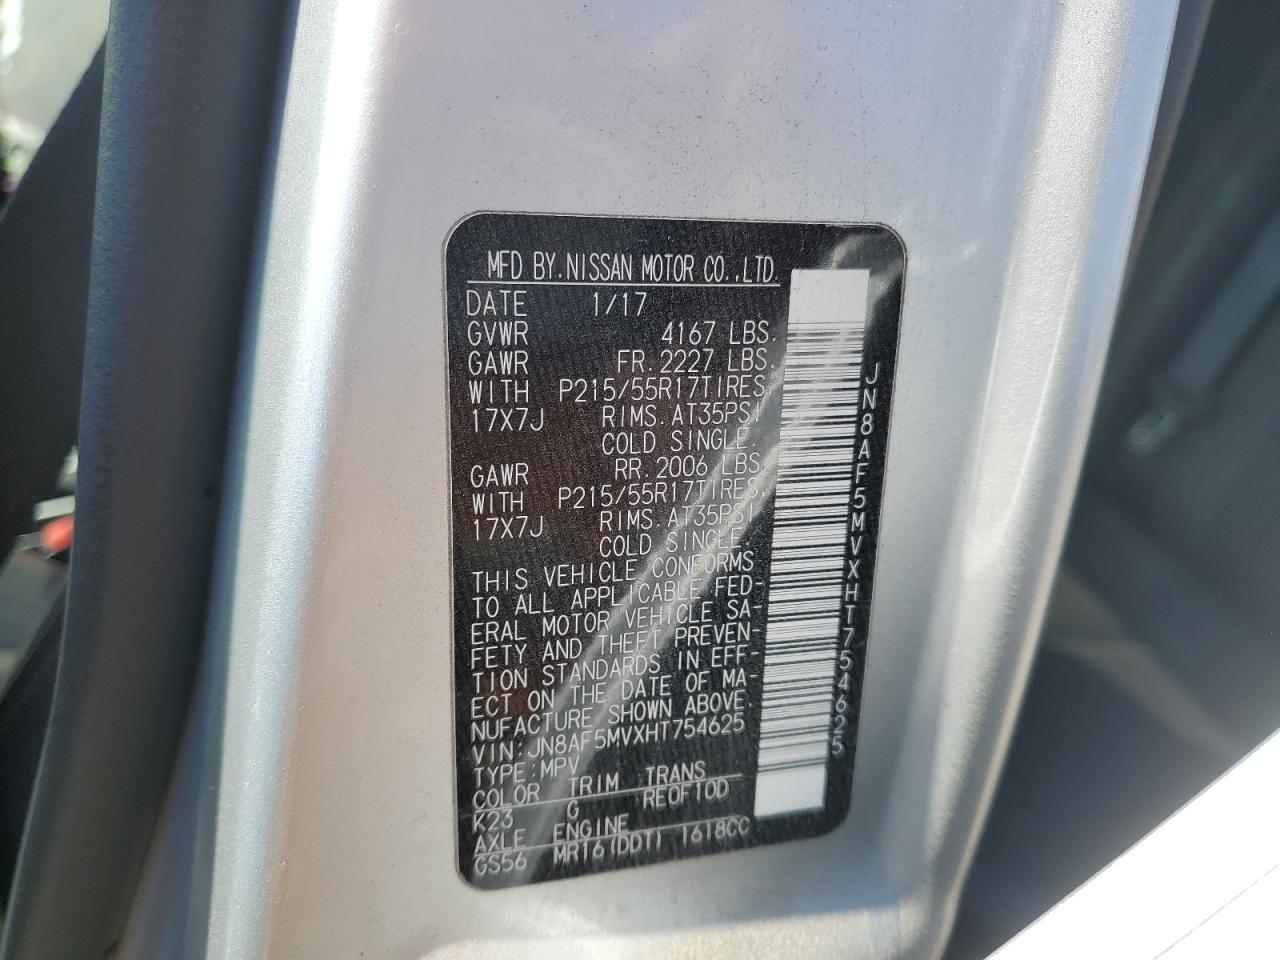 MFD BY.NISSAN MOTOR CO.,LTD.
DATE 1/17
GVWR 4167 LBS.
GAWR FR.2227 LBS.
WITH P215/55R17TIRES,
17X7J RIMS.AT35PSI
COLD SINGLE.
GAWR RR.2006 LBS.
WITH P215/55R17TIRES,
17X7J RIMS.AT35PSI
COLD SINGLE.
THIS VEHICLE CONFORMS
TO ALL APPLICABLE FED-
ERAL MOTOR VEHICLE SA-
FETY AND THEFT PREVEN-
TION STANDARDS IN EFF-
ECT ON THE DATE OF MA-
NUFACTURE SHOWN ABOVE.
VIN:JN8AF5MVXHT754625
TYPE:MPV
COLOR TRIM TRANS
K23 G RE0F10D
AXLE ENGINE
GS56 MR16(DDT) 1618CC
JN8AF5MVXHT754625